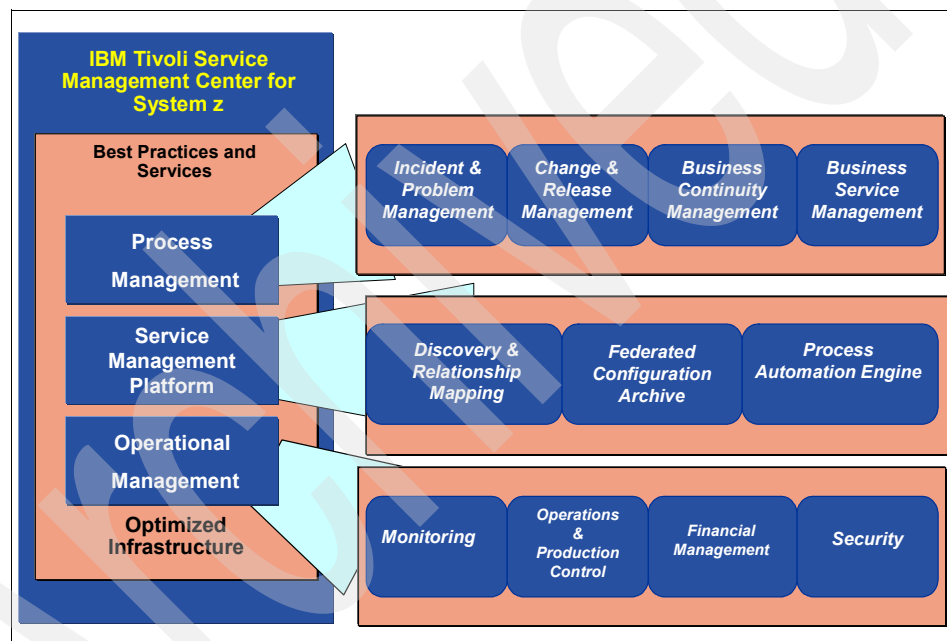 IBM Tivoli Service
Management Center for
System z
Best Practices and
Services
Process
Management
Service
Management
Platform
Operational
Management
Optimized
Infrastructure
Incident &
Problem
Management
Change &
Release
Management
Business
Continuity
Management
Business
Service
Management
Discovery &
Relationship
Mapping
Federated
Configuration
Archive
Process
Automation Engine
Monitoring
Operations
&
Production
Control
Financial
Management
Security